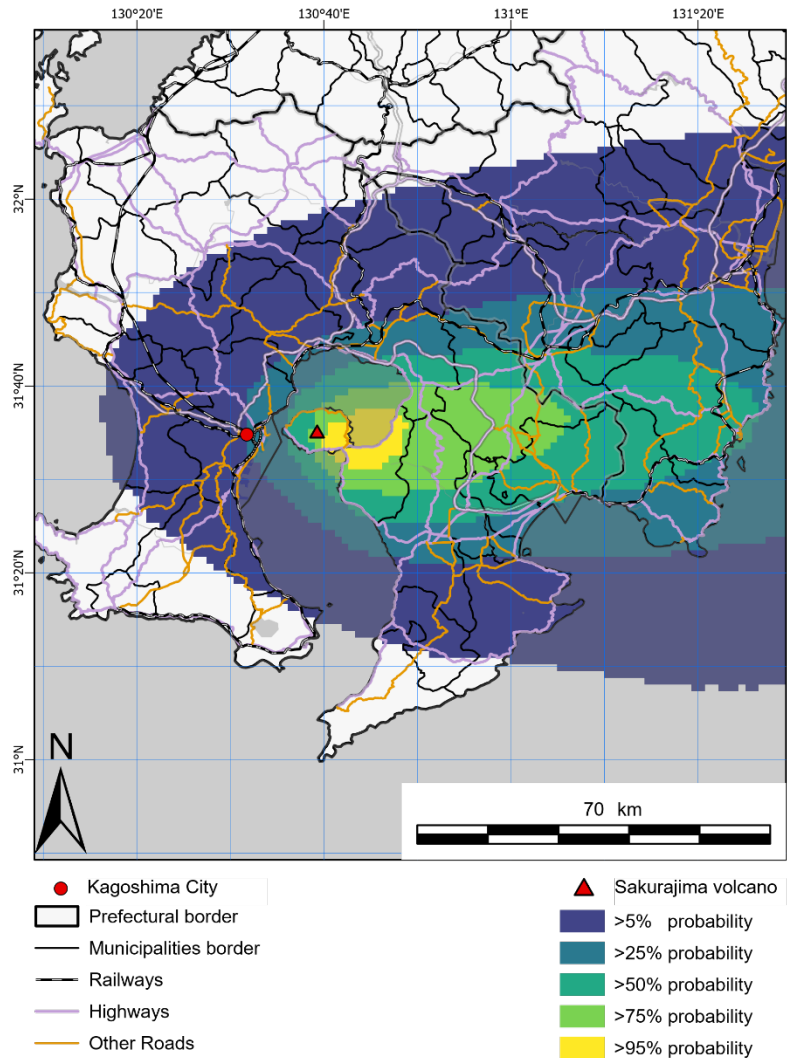 130°20'E 130°40'E 131°E 131°20'E
32°N
31°40'N
31°20'N
31°N
N
70 km
Kagoshima City
Prefectural border
Municipalities border
Railways
Highways
Other Roads
Sakurajima volcano
>5% probability
>25% probability
>50% probability
>75% probability
>95% probability